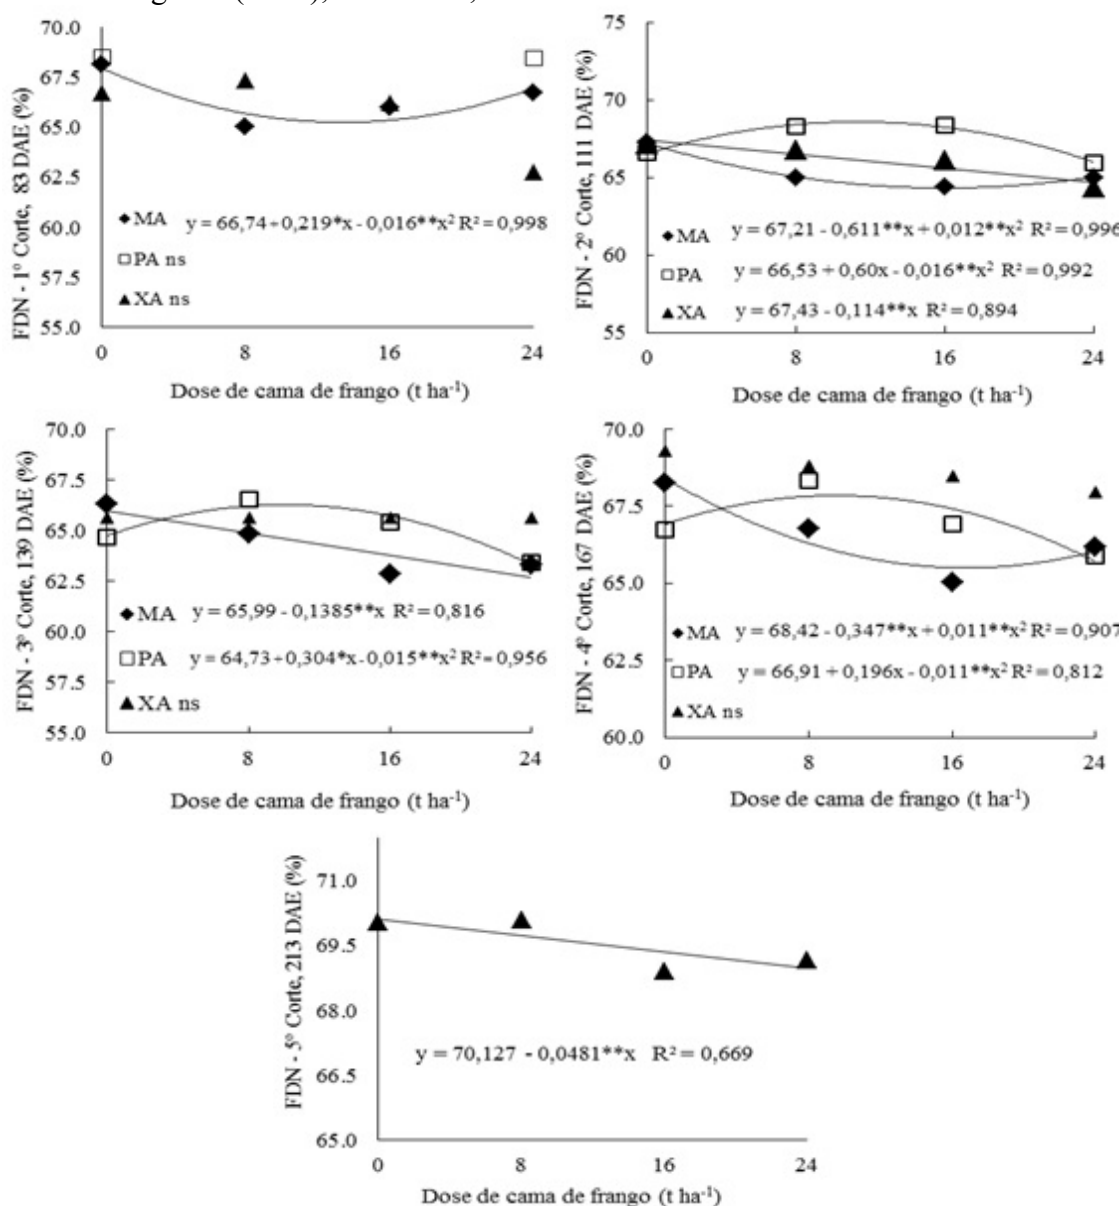 70.0
67.5
65.0
62.5
60.0
57.5
55.0
FDN - 1º Corte, 83 DAE (%)
MA y = 66,74+0,219*x - 0,016**x² R² = 0,998
PA ns
XA ns
0 8 16 24
Dose de cama de frango (t ha⁻¹)
75
70
65
60
55
FDN - 2º Corte, 111 DAE (%)
MA y = 67,21 - 0,611**x + 0,012**x² R² = 0,996
PA y = 66,53 + 0,60x - 0,016**x² R² = 0,992
XA y = 67,43 - 0,114**x R² = 0,894
0 8 16 24
Dose de cama de frango (t ha⁻¹)
70.0
67.5
65.0
62.5
60.0
57.5
55.0
FDN - 3º Corte, 139 DAE (%)
MA y = 65,99 - 0,1385**x R² = 0,816
PA y = 64,73+0,304*x-0,015**x² R² = 0,956
XA ns
0 8 16 24
Dose de cama de frango (t ha⁻¹)
70.0
67.5
65.0
62.5
60.0
FDN - 4º Corte, 167 DAE (%)
MA y = 68,42 - 0,347**x + 0,011**x² R² = 0,907
PA y = 66,91 + 0,196x - 0,011**x² R² = 0,812
XA ns
0 8 16 24
Dose de cama de frango (t ha⁻¹)
71.0
69.5
68.0
66.5
65.0
FDN - 5º Corte, 213 DAE (%)
y = 70,127 - 0,0481**x R² = 0,669
0 8 16 24
Dose de cama de frango (t ha⁻¹)